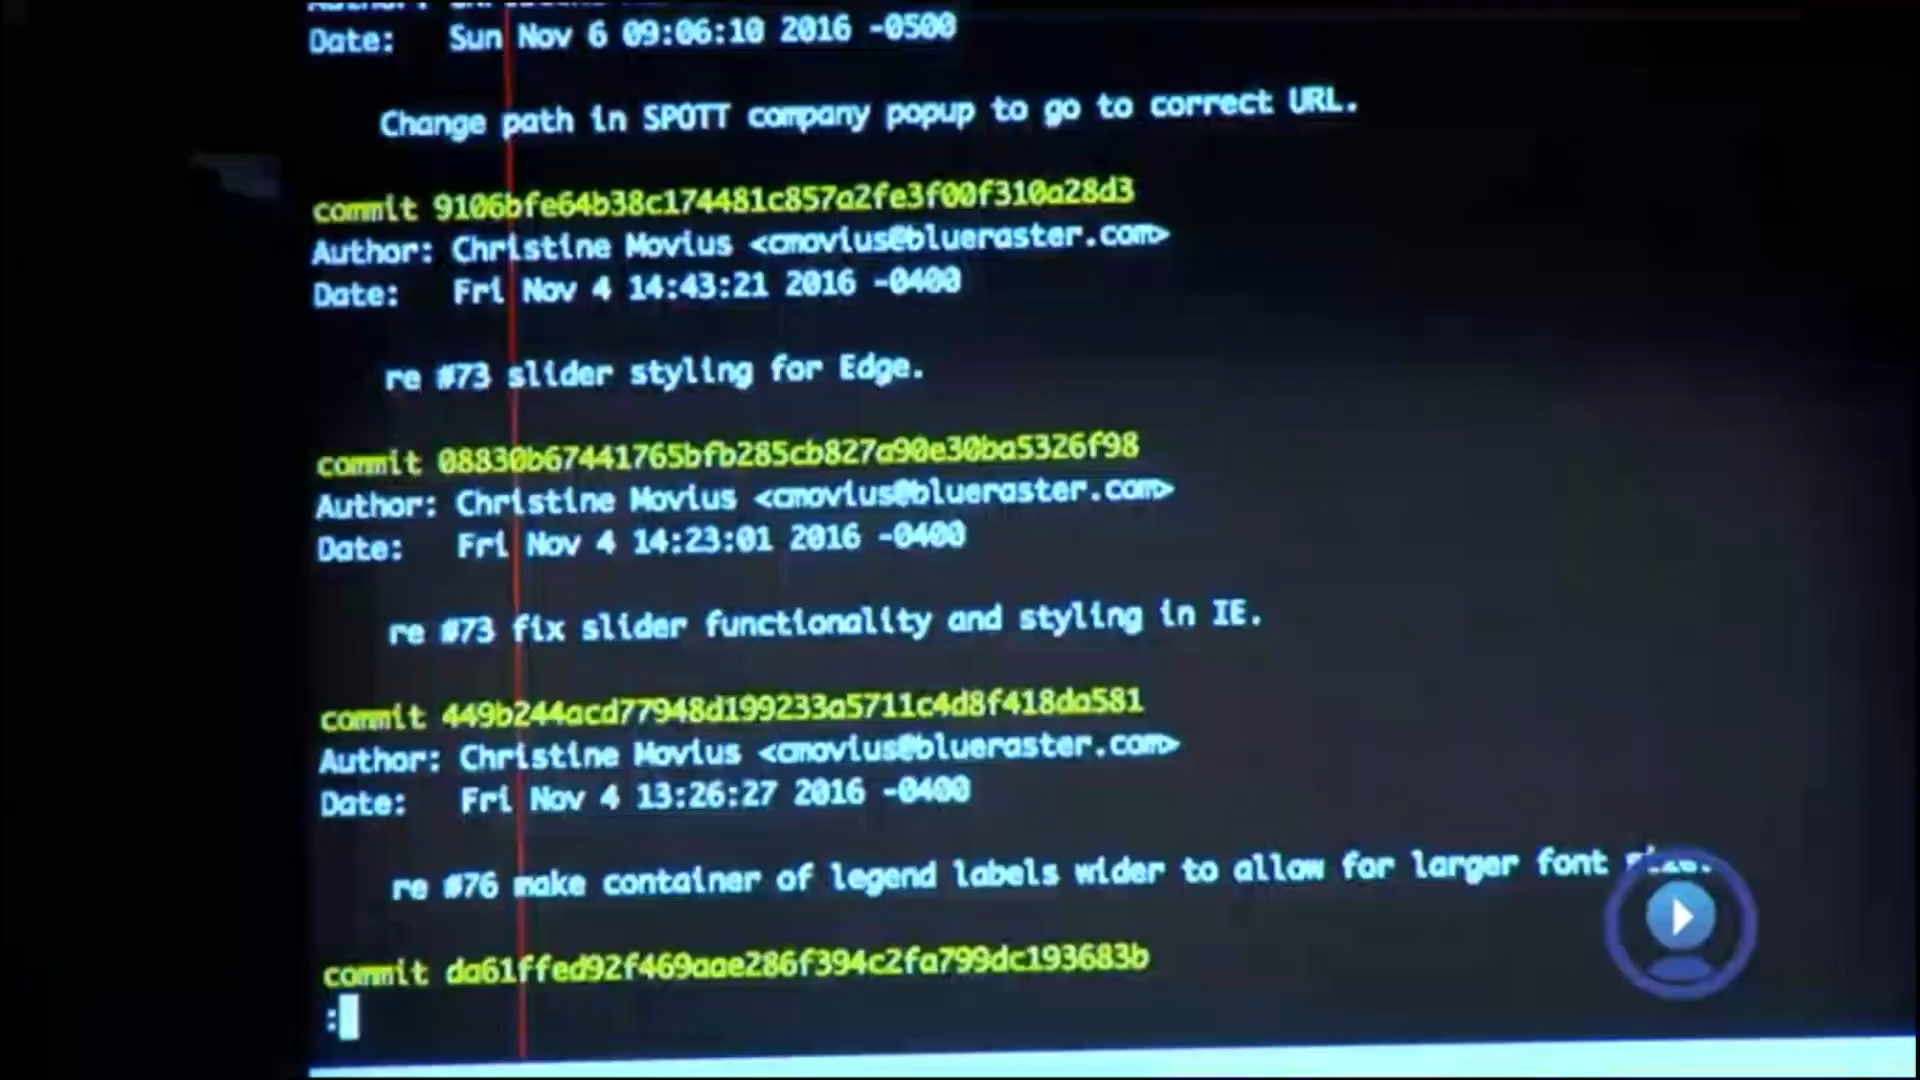 Date:   Sun Nov 6 09:06:10 2016 -0500
Change path in SPOTT company popup to go to correct URL.
commit 9106bfe64b38c174481c857a2fe3f00f310a28d3
Author: Christine Movius <cmovius@blueraster.com>
Date:   Fri Nov 4 14:43:21 2016 -0400
re #73 slider styling for Edge.
commit 08830b67441765bfb285cb827a90e30ba5326f98
Author: Christine Movius <cmovius@blueraster.com>
Date:   Fri Nov 4 14:23:01 2016 -0400
re #73 fix slider functionality and styling in IE.
commit 449b244acd77948d199233a5711c4d8f418da581
Author: Christine Movius <cmovius@blueraster.com>
Date:   Fri Nov 4 13:26:27 2016 -0400
re #76 make container of legend labels wider to allow for larger font size.
commit da61ffed92f469aae286f394c2fa799dc193683b
: